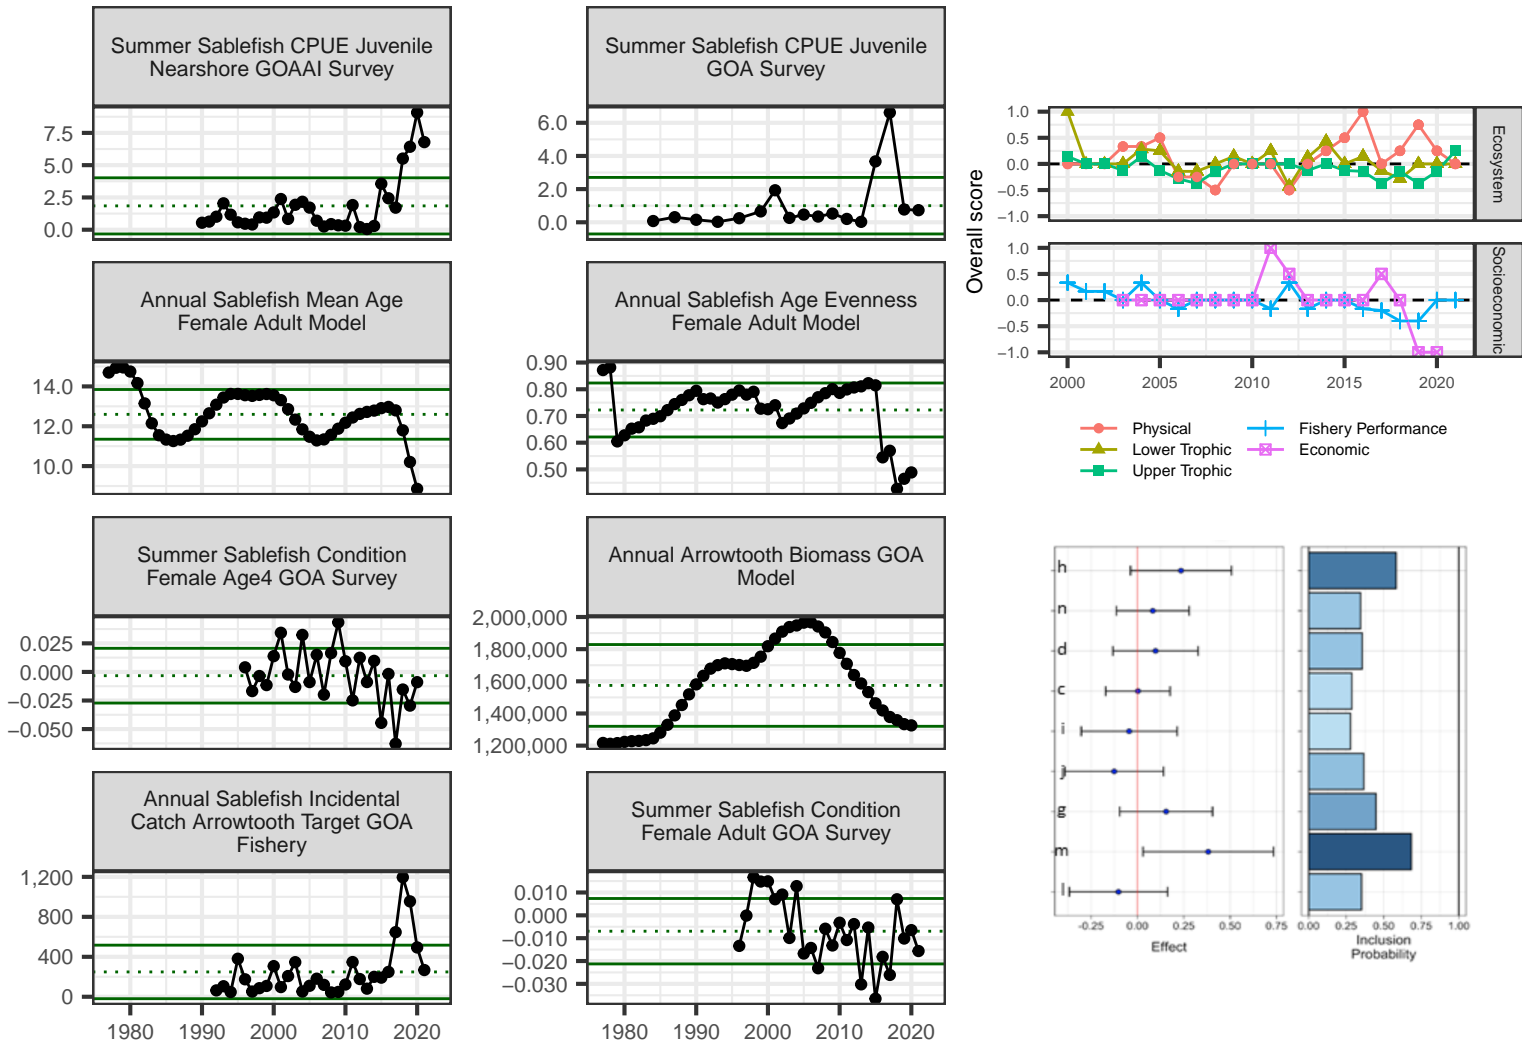 Summer Sablefish CPUE Juvenile
Nearshore GOAAI Survey
7.5
5.0
2.5
0.0
Summer Sablefish CPUE Juvenile
GOA Survey
6.0
4.0
2.0
0.0
Annual Sablefish Mean Age
Female Adult Model
14.0
12.0
10.0
Annual Sablefish Age Evenness
Female Adult Model
0.90
0.80
0.70
0.60
0.50
Summer Sablefish Condition
Female Age4 GOA Survey
0.025
0.000
−0.025
−0.050
Annual Arrowtooth Biomass GOA
Model
2,000,000
1,800,000
1,600,000
1,400,000
1,200,000
Annual Sablefish Incidental
Catch Arrowtooth Target GOA
Fishery
1,200
800
400
0
1980 1990 2000 2010 2020
Summer Sablefish Condition
Female Adult GOA Survey
0.010
0.000
−0.010
−0.020
−0.030
1980 1990 2000 2010 2020
Overall score
1.0
0.5
0.0
−0.5
−1.0
Ecosystem
1.0
0.5
0.0
−0.5
−1.0
Socioeconomic
2000 2005 2010 2015 2020
Physical
Lower Trophic
Upper Trophic
Fishery Performance
Economic
h
n
d
c
i
j
g
m
l
-0.25 0.00 0.25 0.50 0.75
Effect
0.00 0.25 0.50 0.75 1.00
Inclusion
Probability